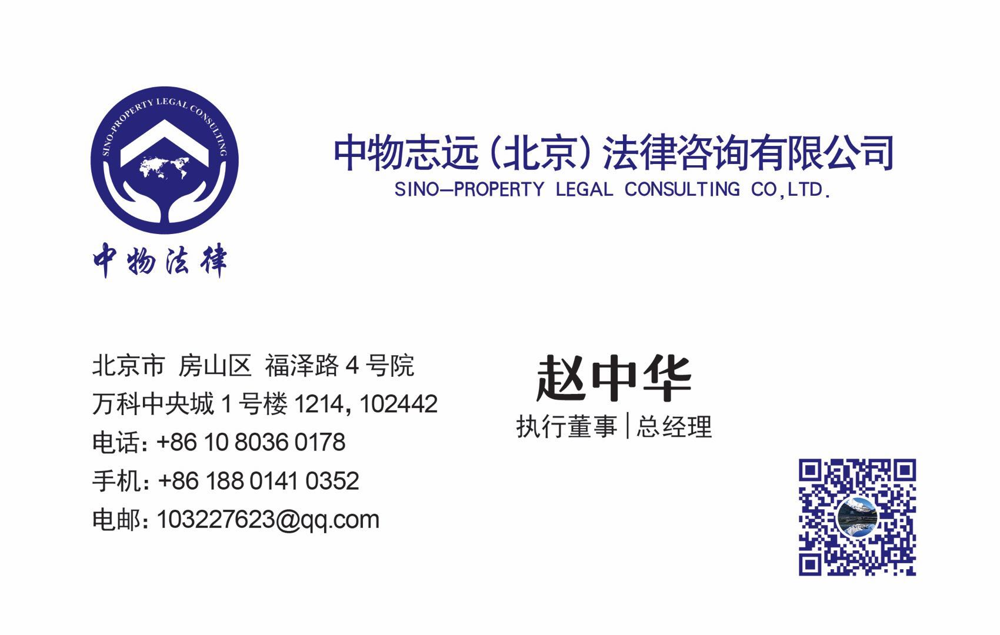 SINO-PROPERTY LEGAL CONSULTING
中物法律
中物志远（北京）法律咨询有限公司
SINO—PROPERTY LEGAL CONSULTING CO,LTD.
北京市 房山区 福泽路 4 号院
万科中央城 1 号楼 1214, 102442
电话: +86 10 8036 0178
手机: +86 188 0141 0352
电邮: 103227623@qq.com
赵中华
执行董事|总经理